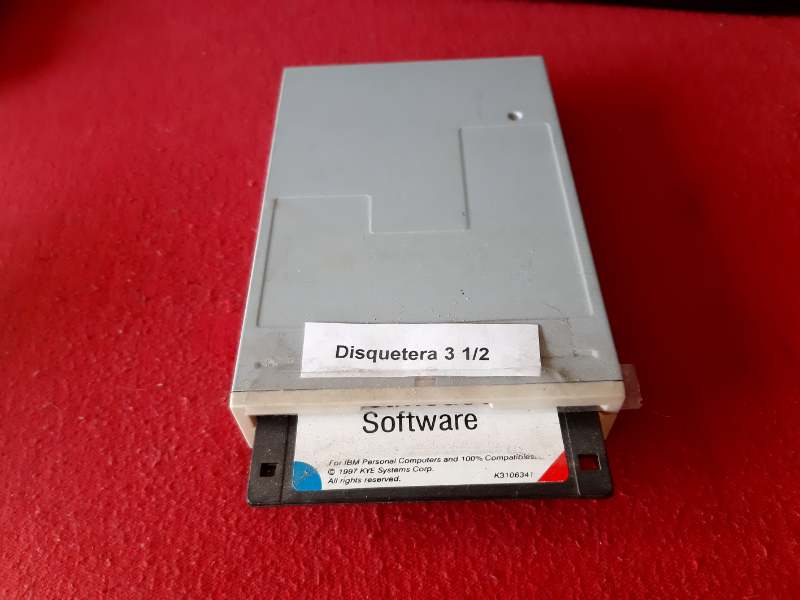 Disquetera 3 1/2
Software
For IBM Personal Computers and 100% Compatibles.
© 1997 KYE Systems Corp.
All rights reserved.
K3106341